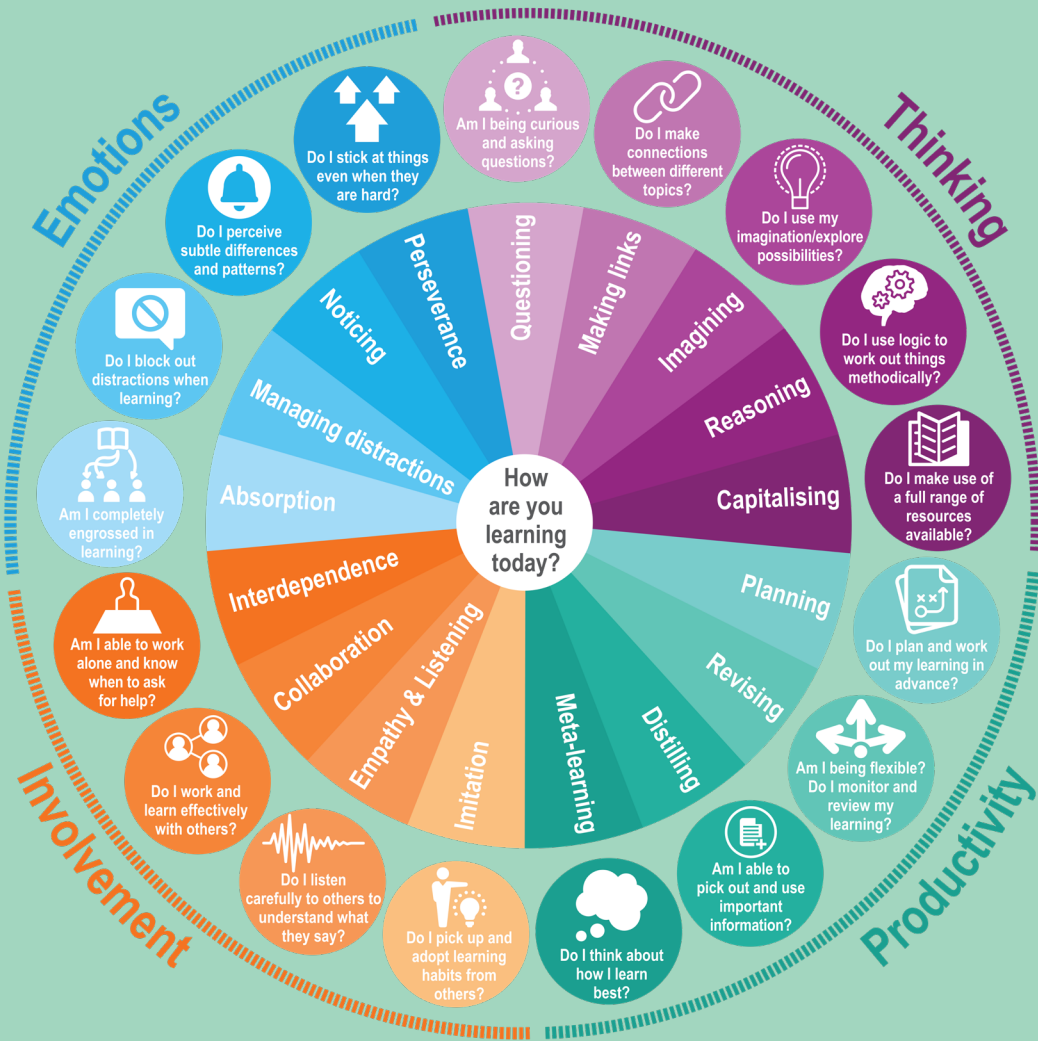 Emotions
Thinking
Productivity
Involvement
How
are you
learning
today?
Questioning
Am I being curious
and asking
questions?
?
Making links
Do I make
connections
between different
topics?
Imagining
Do I use my
imagination/explore
possibilities?
Reasoning
Do I use logic to
work out things
methodically?
Capitalising
Do I make use of
a full range of
resources
available?
Planning
Do I plan and work
out my learning in
advance?
Revising
Am I being flexible?
Do I monitor and
review my
learning?
Distilling
Am I able to
pick out and use
important
information?
Meta-learning
Do I think about
how I learn
best?
Imitation
Do I pick up and
adopt learning
habits from
others?
Empathy & Listening
Do I listen
carefully to others to
understand what
they say?
Collaboration
Do I work and
learn effectively
with others?
Interdependence
Am I able to work
alone and know
when to ask
for help?
Absorption
Am I completely
engrossed in
learning?
Managing distractions
Do I block out
distractions when
learning?
Noticing
Do I perceive
subtle differences
and patterns?
Perseverance
Do I stick at things
even when they
are hard?